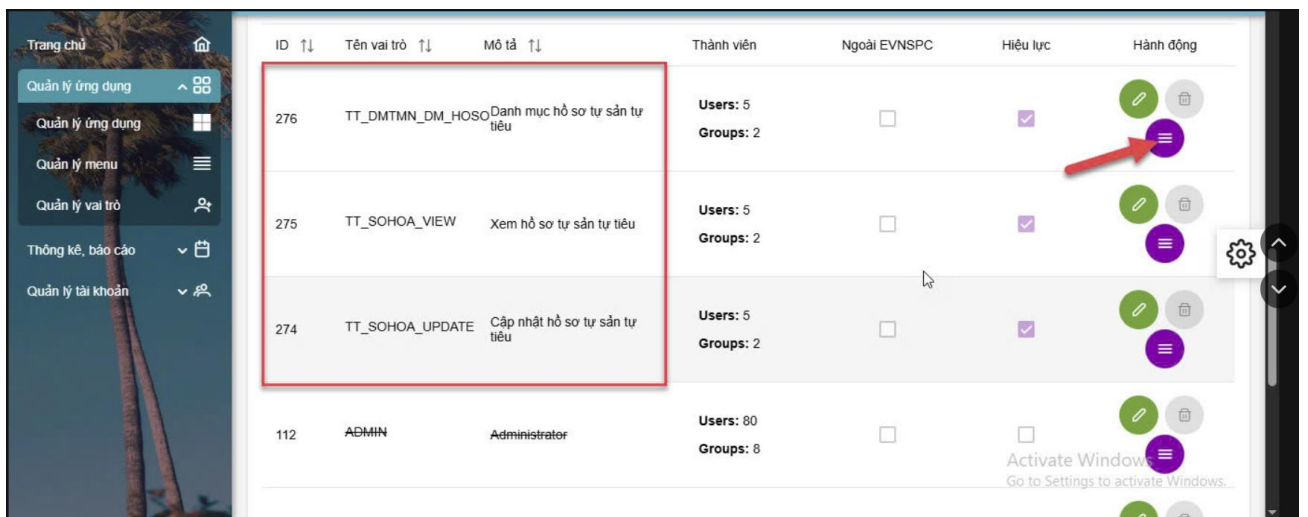 Trang chủ
Quản lý ứng dụng
Quản lý ứng dụng
Quản lý menu
Quản lý vai trò
Thống kê, báo cáo
Quản lý tài khoản
ID Tên vai trò Mô tả Thành viên Ngoài EVNSPC Hiệu lực Hành động
276 TT_DMTMN_DM_HOSO Danh mục hồ sơ tự sản tự
tiêu
Users: 5
Groups: 2
275 TT_SOHOA_VIEW Xem hồ sơ tự sản tự tiêu
Users: 5
Groups: 2
274 TT_SOHOA_UPDATE Cập nhật hồ sơ tự sản tự
tiêu
Users: 5
Groups: 2
112 ADMIN Administrator
Users: 80
Groups: 8
Activate Windows
Go to Settings to activate Windows.